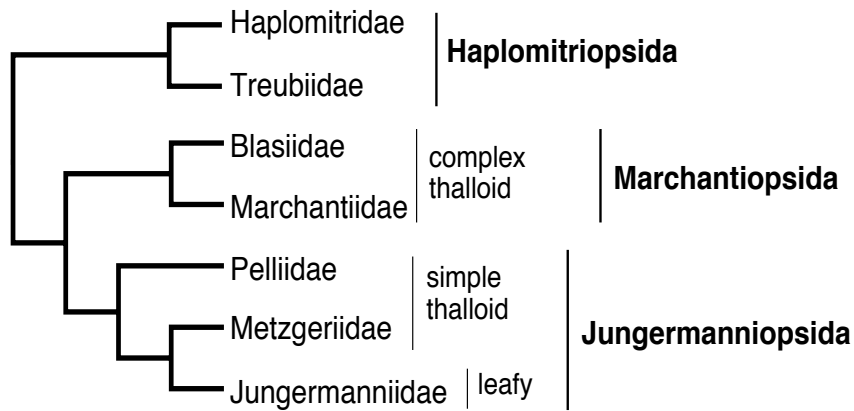 Haplomitridae
Treubiidae
Haplomitriopsida
Blasiidae
Marchantiidae
complex
thalloid
Marchantiopsida
Pelliidae
Metzgeriidae
simple
thalloid
Jungermanniidae
leafy
Jungermanniopsida